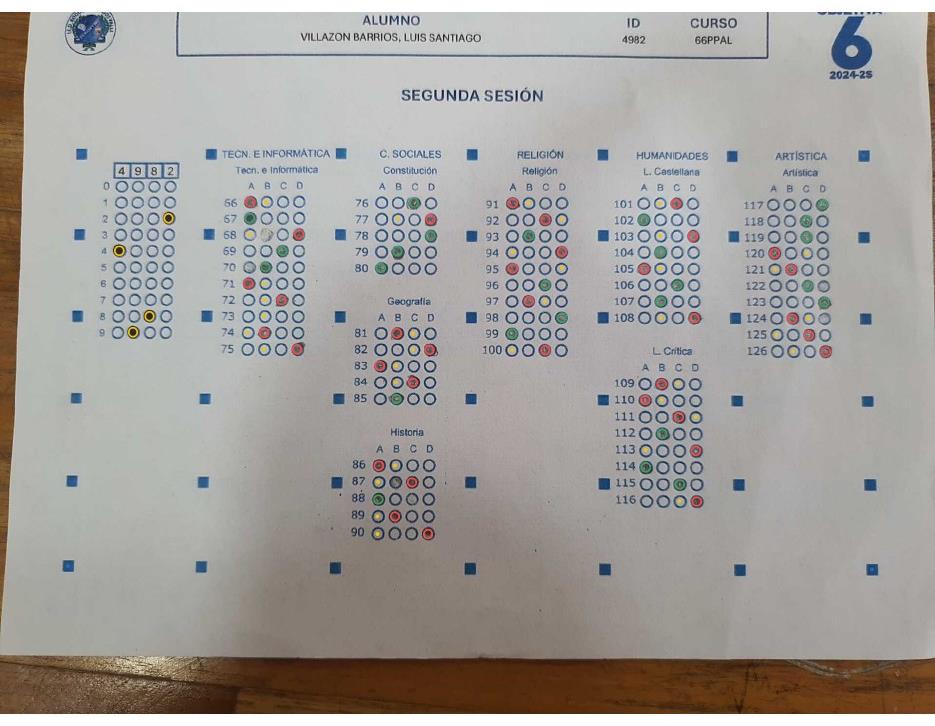 ALUMNO ID CURSO
VILLAZON BARRIOS, LUIS SANTIAGO 4982 66PPAL
6
2024-25
SEGUNDA SESIÓN
4 9 8 2
0
1
2
3
4
5
6
7
8
9
TECN. E INFORMÁTICA
Tecn. e Informática
A B C D
66
67
68
69
70
71
72
73
74
75
C. SOCIALES
Constitución
A B C D
76
77
78
79
80
Geografía
A B C D
81
82
83
84
85
Historia
A B C D
86
87
88
89
90
RELIGIÓN
Religión
A B C D
91
92
93
94
95
96
97
98
99
100
HUMANIDADES
L. Castellana
A B C D
101
102
103
104
105
106
107
108
L. Crítica
A B C D
109
110
111
112
113
114
115
116
ARTÍSTICA
Artística
A B C D
117
118
119
120
121
122
123
124
125
126